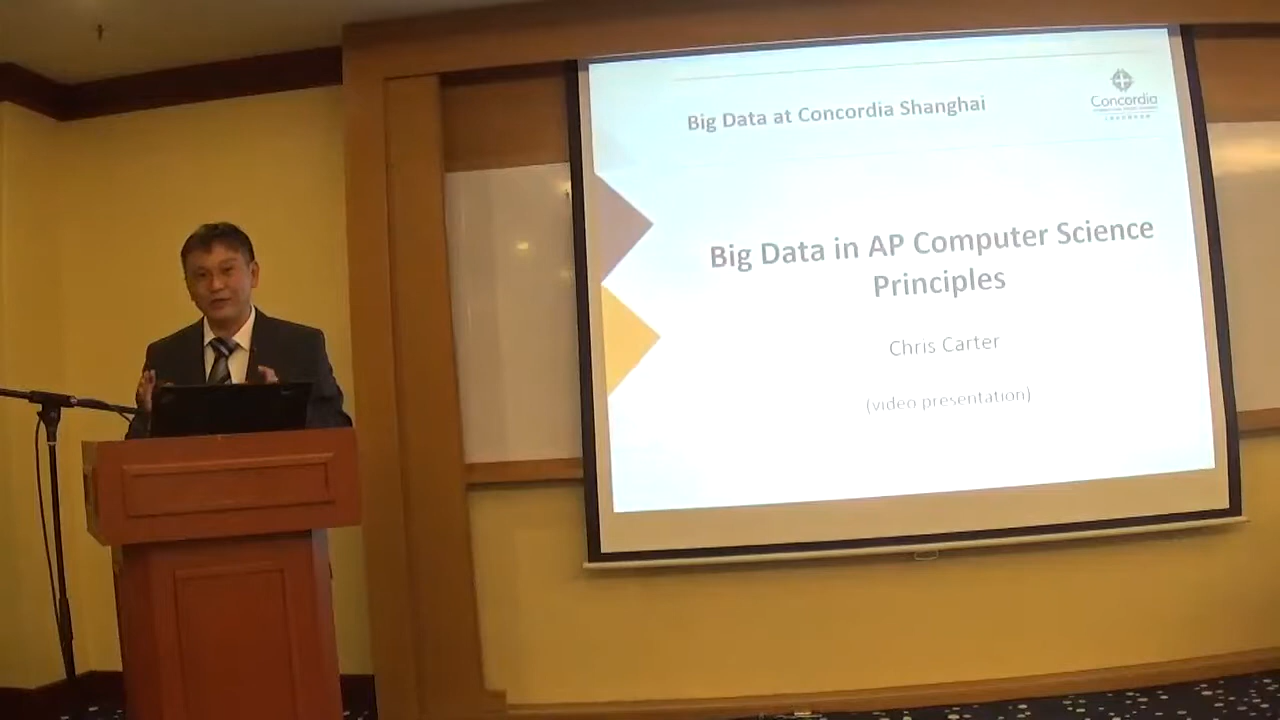 Big Data at Concordia Shanghai
Concordia
Big Data in AP Computer Science
Principles
Chris Carter
(video presentation)